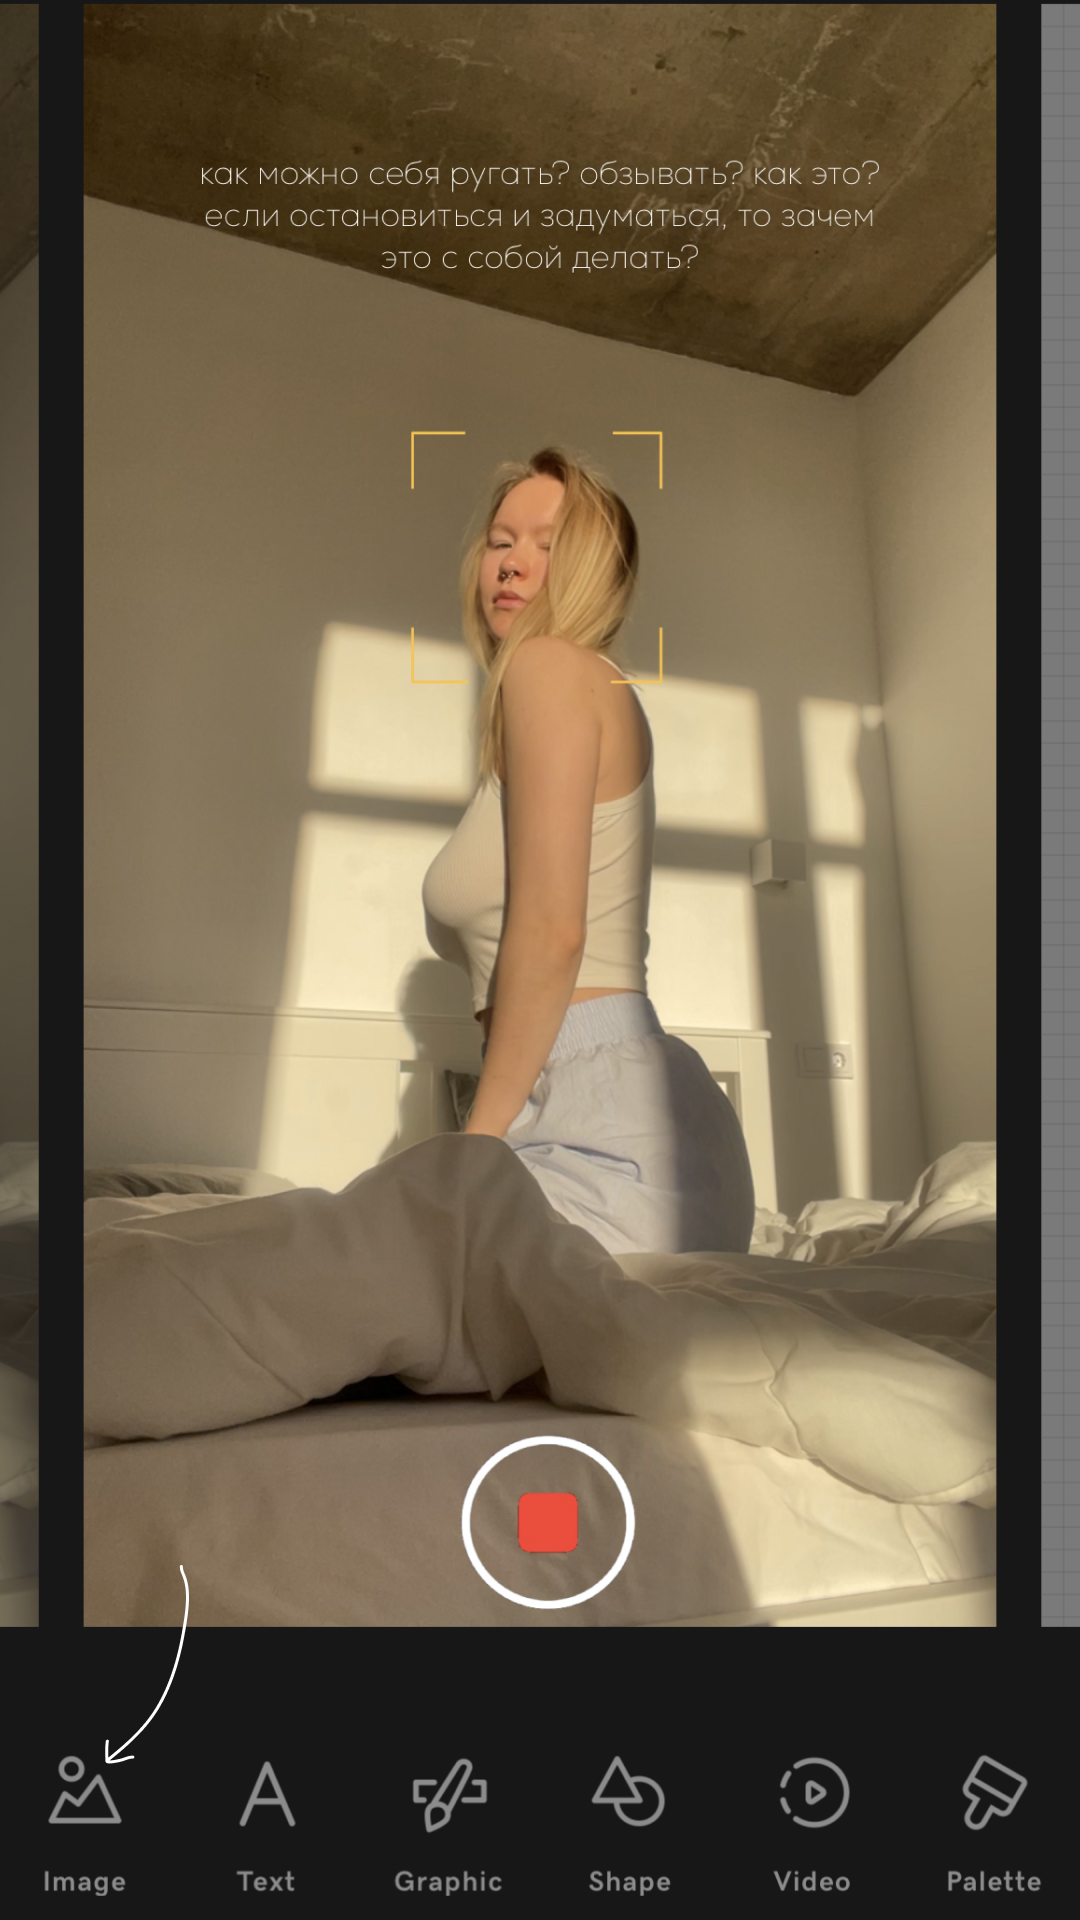 как можно себя ругать? обзывать? как это?
если остановиться и задуматься, то зачем
это с собой делать?
Image Text Graphic Shape Video Palette